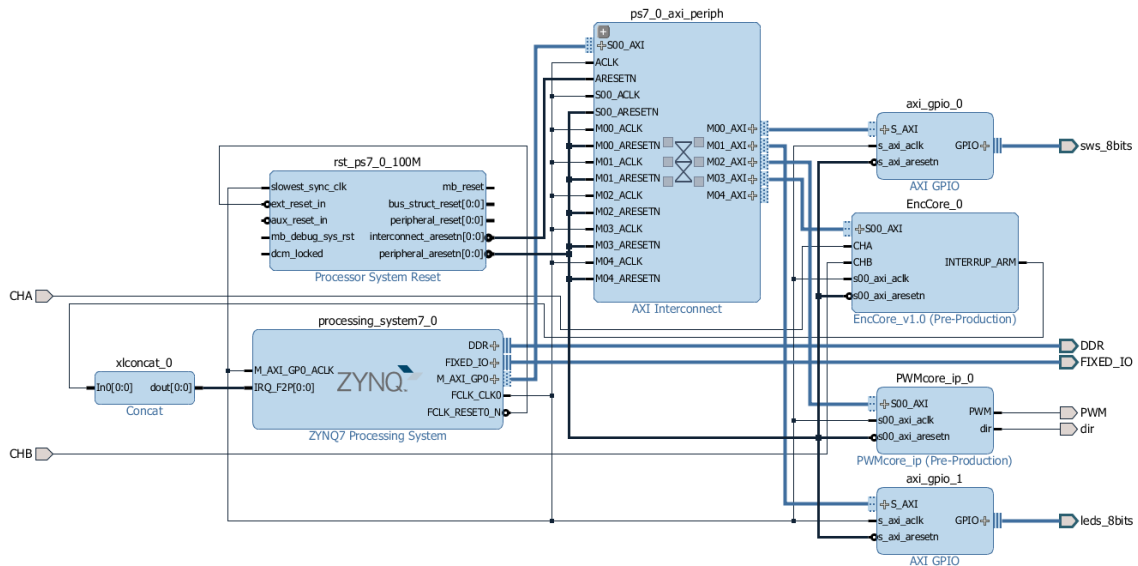 ps7_0_axi_periph
S00_AXI
ACLK
ARESETN
S00_ACLK
S00_ARESETN
M00_ACLK
M00_ARESETN
M01_ACLK
M01_ARESETN
M02_ACLK
M02_ARESETN
M03_ACLK
M03_ARESETN
M04_ACLK
M04_ARESETN
M00_AXI
M01_AXI
M02_AXI
M03_AXI
M04_AXI
AXI Interconnect
axi_gpio_0
S_AXI
s_axi_aclk
s_axi_aresetn
GPIO
AXI GPIO
sws_8bits
rst_ps7_0_100M
slowest_sync_clk
ext_reset_in
aux_reset_in
mb_debug_sys_rst
dcm_locked
mb_reset
bus_struct_reset[0:0]
peripheral_reset[0:0]
interconnect_aresetn[0:0]
peripheral_aresetn[0:0]
Processor System Reset
EncCore_0
S00_AXI
CHA
CHB
s00_axi_aclk
s00_axi_aresetn
INTERRUP_ARM
EncCore_v1.0 (Pre-Production)
CHA
processing_system7_0
M_AXI_GP0_ACLK
IRQ_F2P[0:0]
ZYNQ
DDR
FIXED_IO
M_AXI_GP0
FCLK_CLK0
FCLK_RESET0_N
ZYNQ7 Processing System
DDR
FIXED_IO
xlconcat_0
In0[0:0]
dout[0:0]
Concat
PWMcore_ip_0
S00_AXI
s00_axi_aclk
s00_axi_aresetn
PWM
dir
PWMcore_ip (Pre-Production)
PWM
dir
CHB
axi_gpio_1
S_AXI
s_axi_aclk
s_axi_aresetn
GPIO
AXI GPIO
leds_8bits